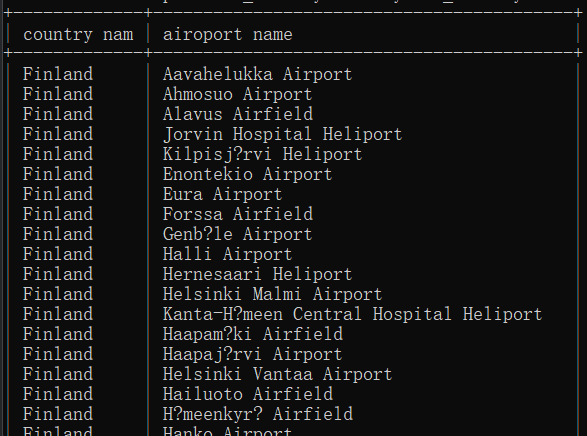 country nam | airoport name
Finland | Aavahelukka Airport
Finland | Ahmosuo Airport
Finland | Alavus Airfield
Finland | Jorvin Hospital Heliport
Finland | Kilpisj?rvi Heliport
Finland | Enontekio Airport
Finland | Eura Airport
Finland | Forssa Airfield
Finland | Genb?le Airport
Finland | Halli Airport
Finland | Hernesaari Heliport
Finland | Helsinki Malmi Airport
Finland | Kanta-H?meen Central Hospital Heliport
Finland | Haapam?ki Airfield
Finland | Haapaj?rvi Airport
Finland | Helsinki Vantaa Airport
Finland | Hailuoto Airfield
Finland | H?meenkyr? Airfield
Finland | Hanko Airport